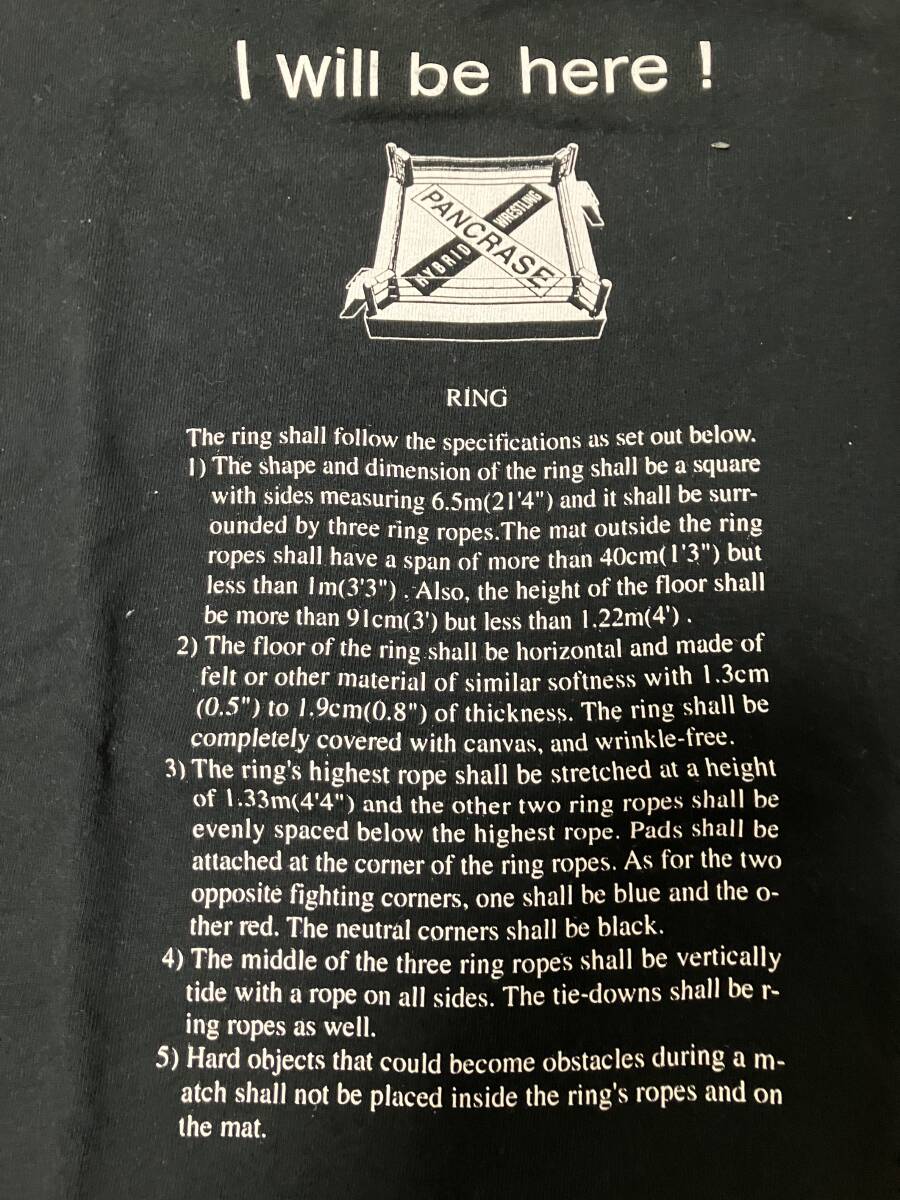 I will be here !
PANCRASE
HYBRID WRESTLING
RING
The ring shall follow the specifications as set out below.
1) The shape and dimension of the ring shall be a square
with sides measuring 6.5m(21'4") and it shall be surr-
ounded by three ring ropes.The mat outside the ring
ropes shall have a span of more than 40cm(1'3") but
less than 1m(3'3") . Also, the height of the floor shall
be more than 91cm(3') but less than 1.22m(4') .
2) The floor of the ring shall be horizontal and made of
felt or other material of similar softness with 1.3cm
(0.5") to 1.9cm(0.8") of thickness. The ring shall be
completely covered with canvas, and wrinkle-free.
3) The ring's highest rope shall be stretched at a height
of 1.33m(4'4") and the other two ring ropes shall be
evenly spaced below the highest rope. Pads shall be
attached at the corner of the ring ropes. As for the two
opposite fighting corners, one shall be blue and the o-
ther red. The neutral corners shall be black.
4) The middle of the three ring ropes shall be vertically
tide with a rope on all sides. The tie-downs shall be r-
ing ropes as well.
5) Hard objects that could become obstacles during a m-
atch shall not be placed inside the ring's ropes and on
the mat.